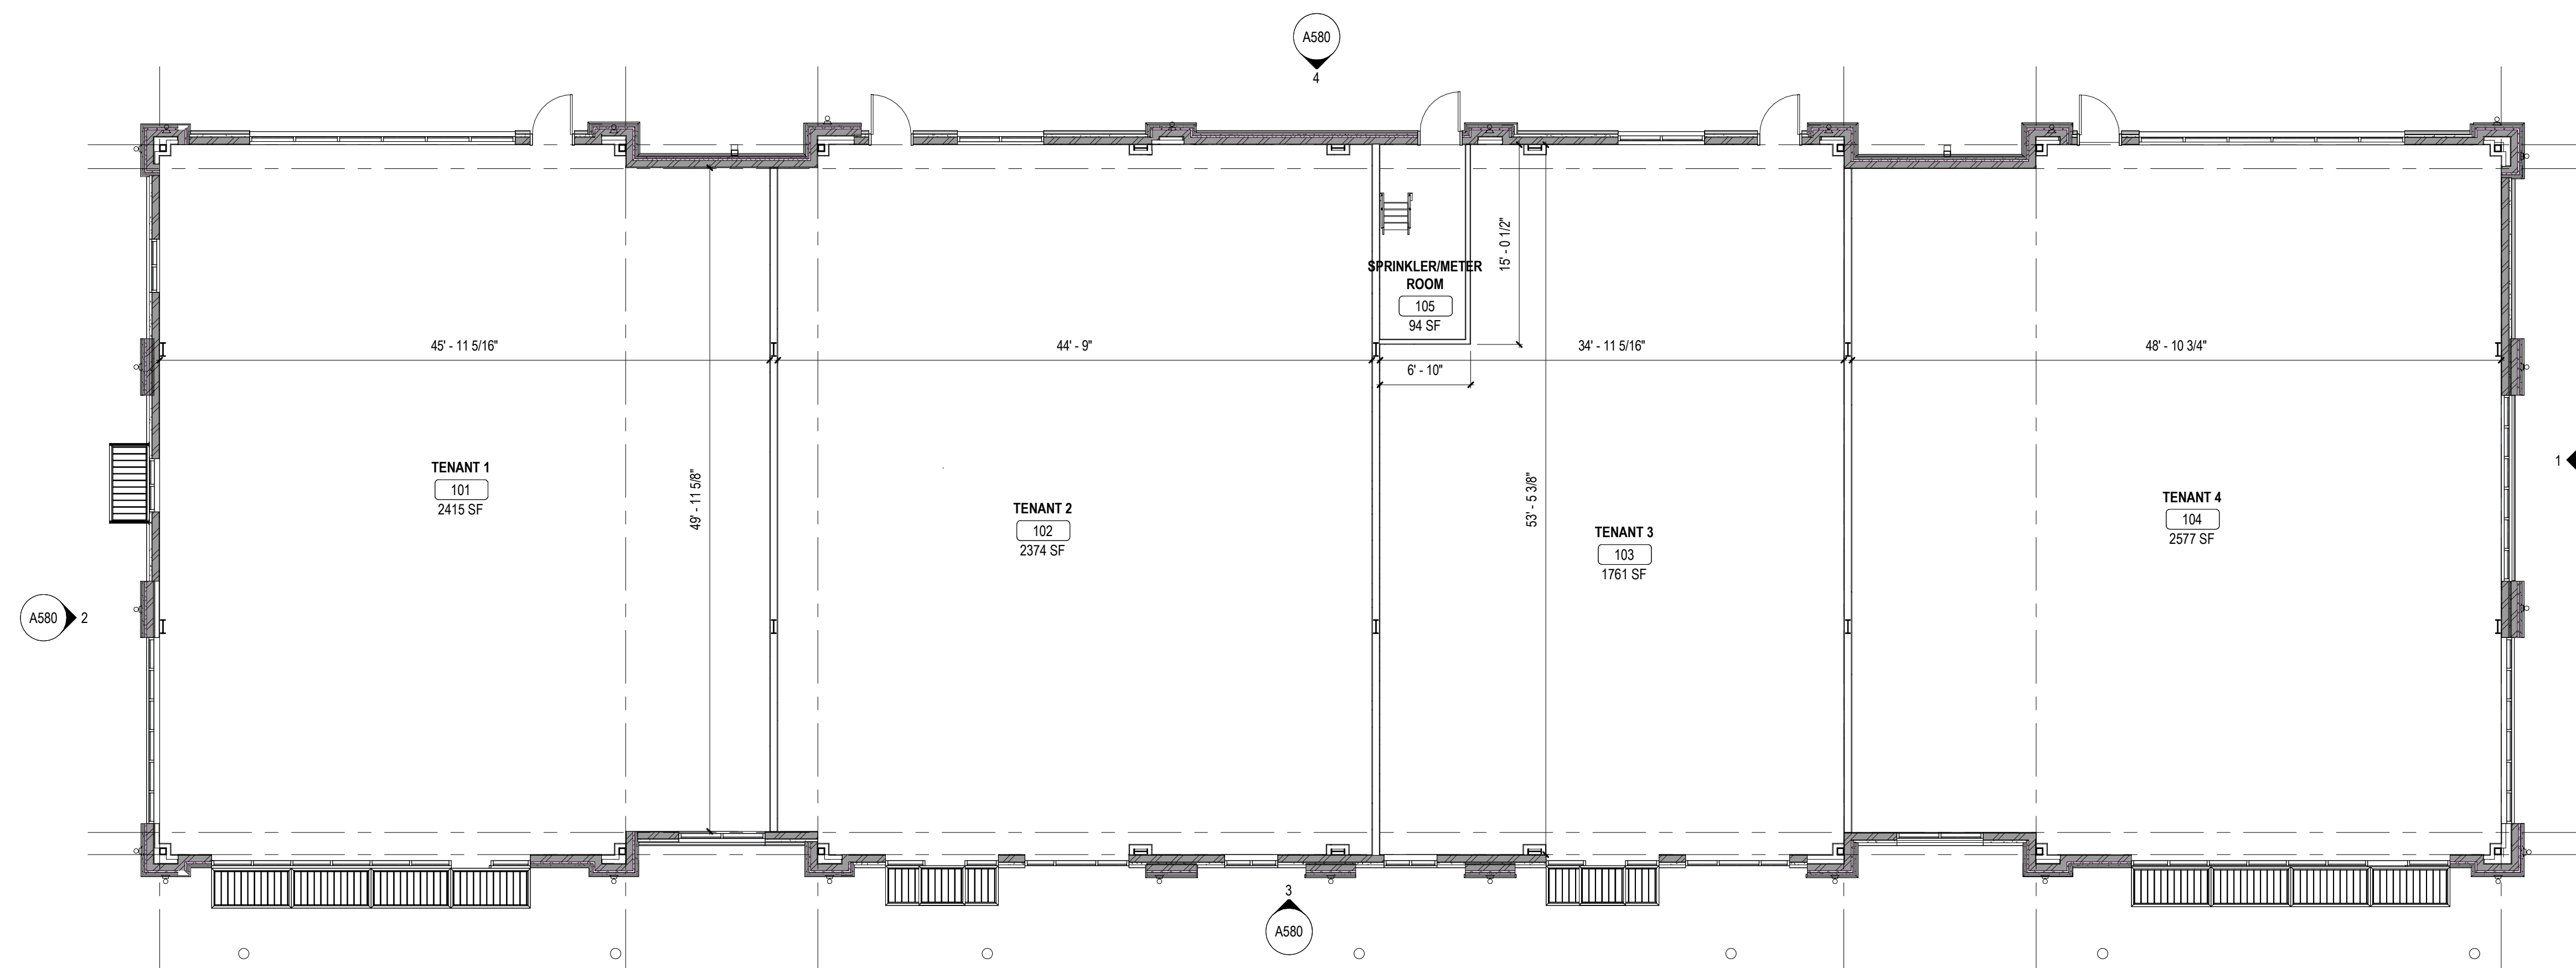 A580
4
SPRINKLER/METER
ROOM
105
94 SF
15' - 0 1/2"
45' - 11 5/16"
44' - 9"
34' - 11 5/16"
48' - 10 3/4"
6' - 10"
TENANT 1
101
2415 SF
49' - 11 5/8"
TENANT 2
102
2374 SF
53' - 5 3/8"
TENANT 3
103
1761 SF
TENANT 4
104
2577 SF
1
A580 2
3
A580